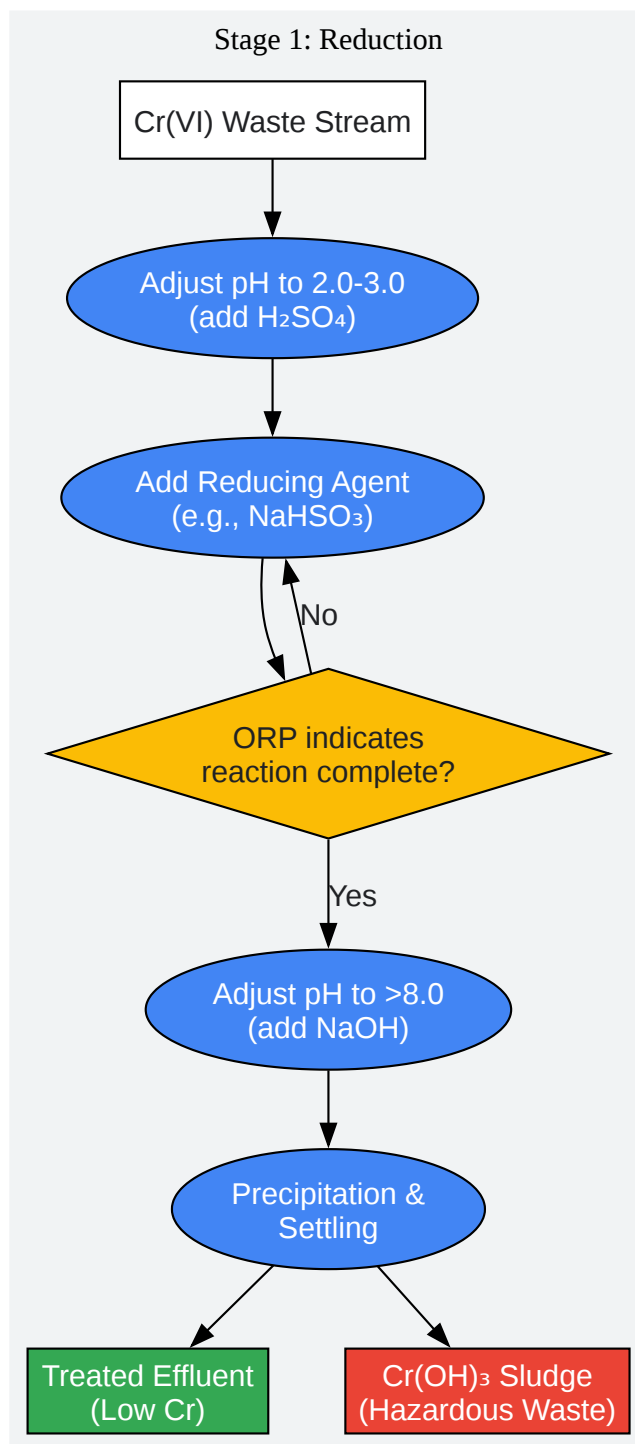 Stage 1: Reduction
Cr(VI) Waste Stream
Adjust pH to 2.0-3.0
(add H₂SO₄)
Add Reducing Agent
(e.g., NaHSO₃)
No
ORP indicates
reaction complete?
Yes
Adjust pH to >8.0
(add NaOH)
Precipitation &
Settling
Treated Effluent
(Low Cr)
Cr(OH)₃ Sludge
(Hazardous Waste)